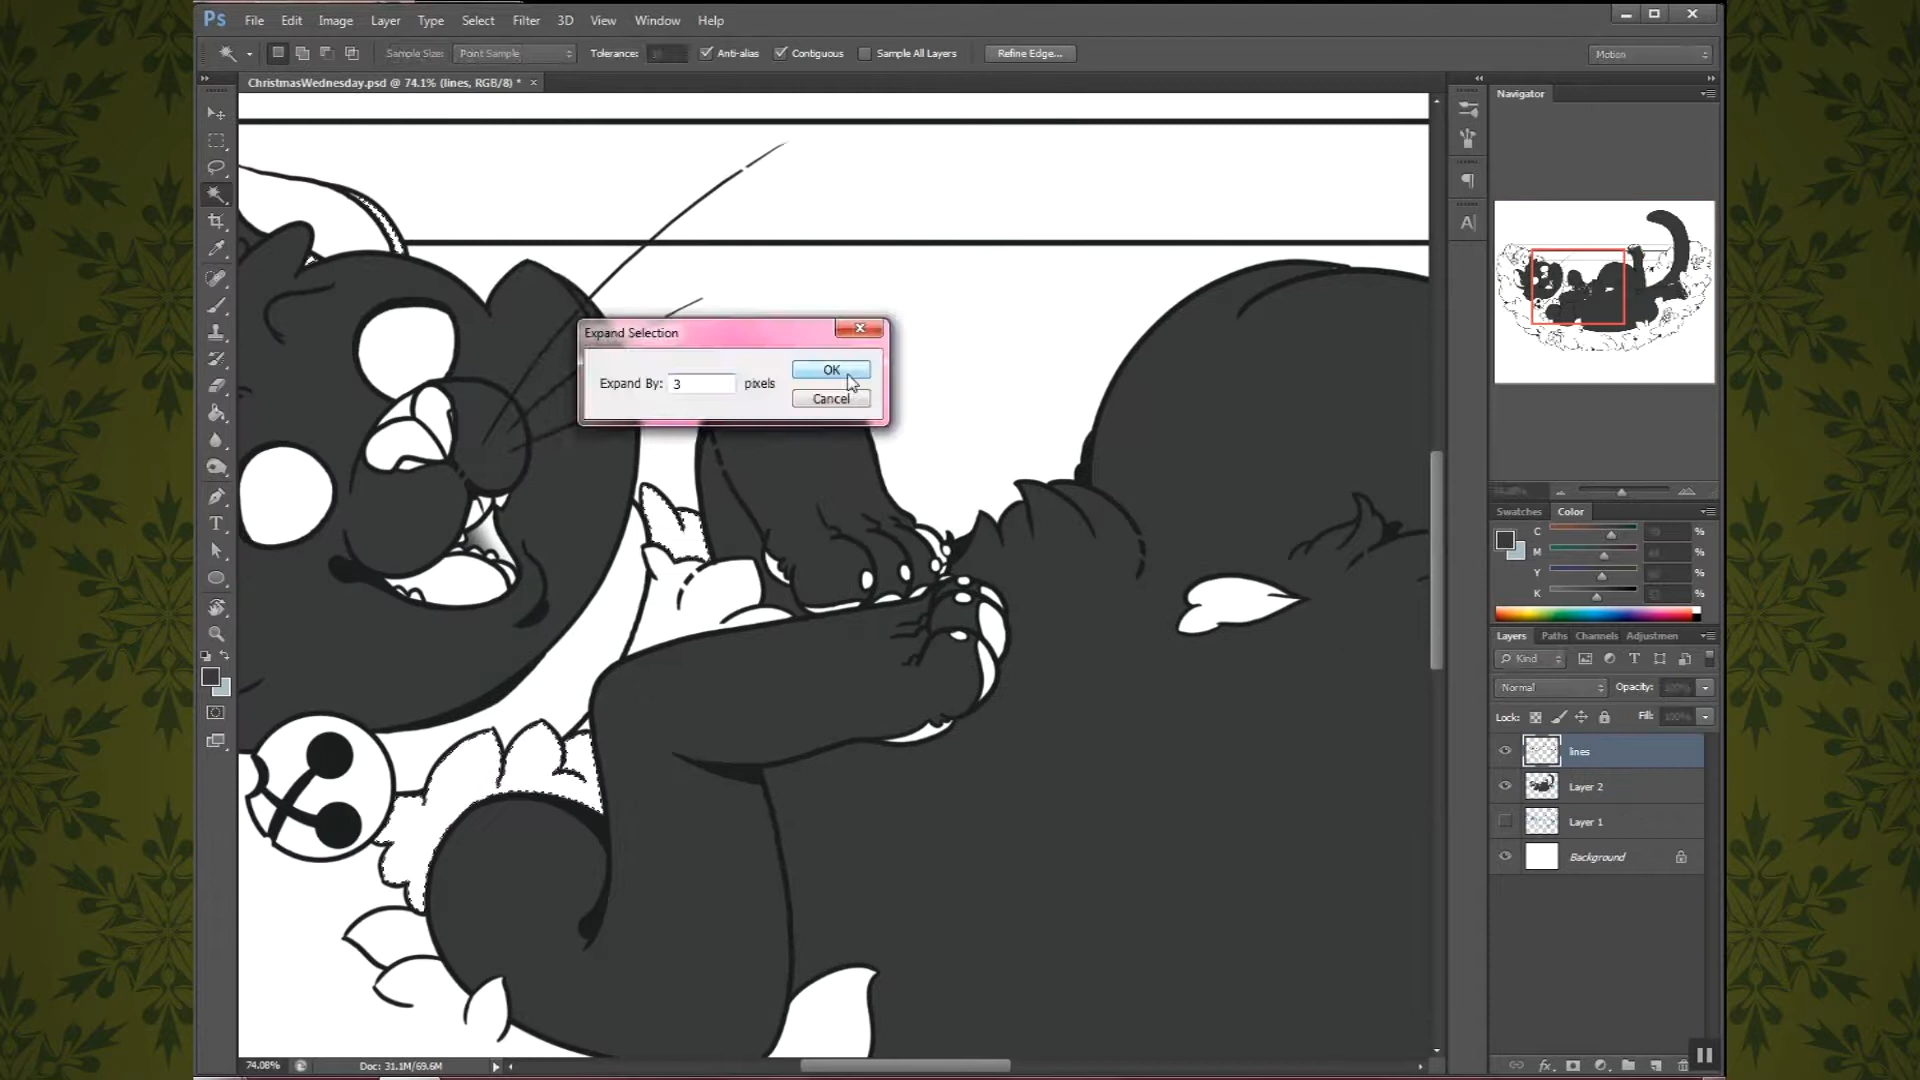 Ps File Edit Image Layer Type Select Filter 3D View Window Help
Sample Size: Point Sample Tolerance: Anti-alias Contiguous Sample All Layers Refine Edge... Motion
ChristmasWednesday.psd @ 74.1% (lines, RGB/8) *
Navigator
Expand Selection
Expand By: 3 pixels
OK
Cancel
Swatches Color
C %
M %
Y %
K %
Layers Paths Channels Adjustmen
Kind
Normal Opacity: 100%
Lock: Fill: 100%
lines
Layer 2
Layer 1
Background
74.08% Doc: 31.1M/69.6M